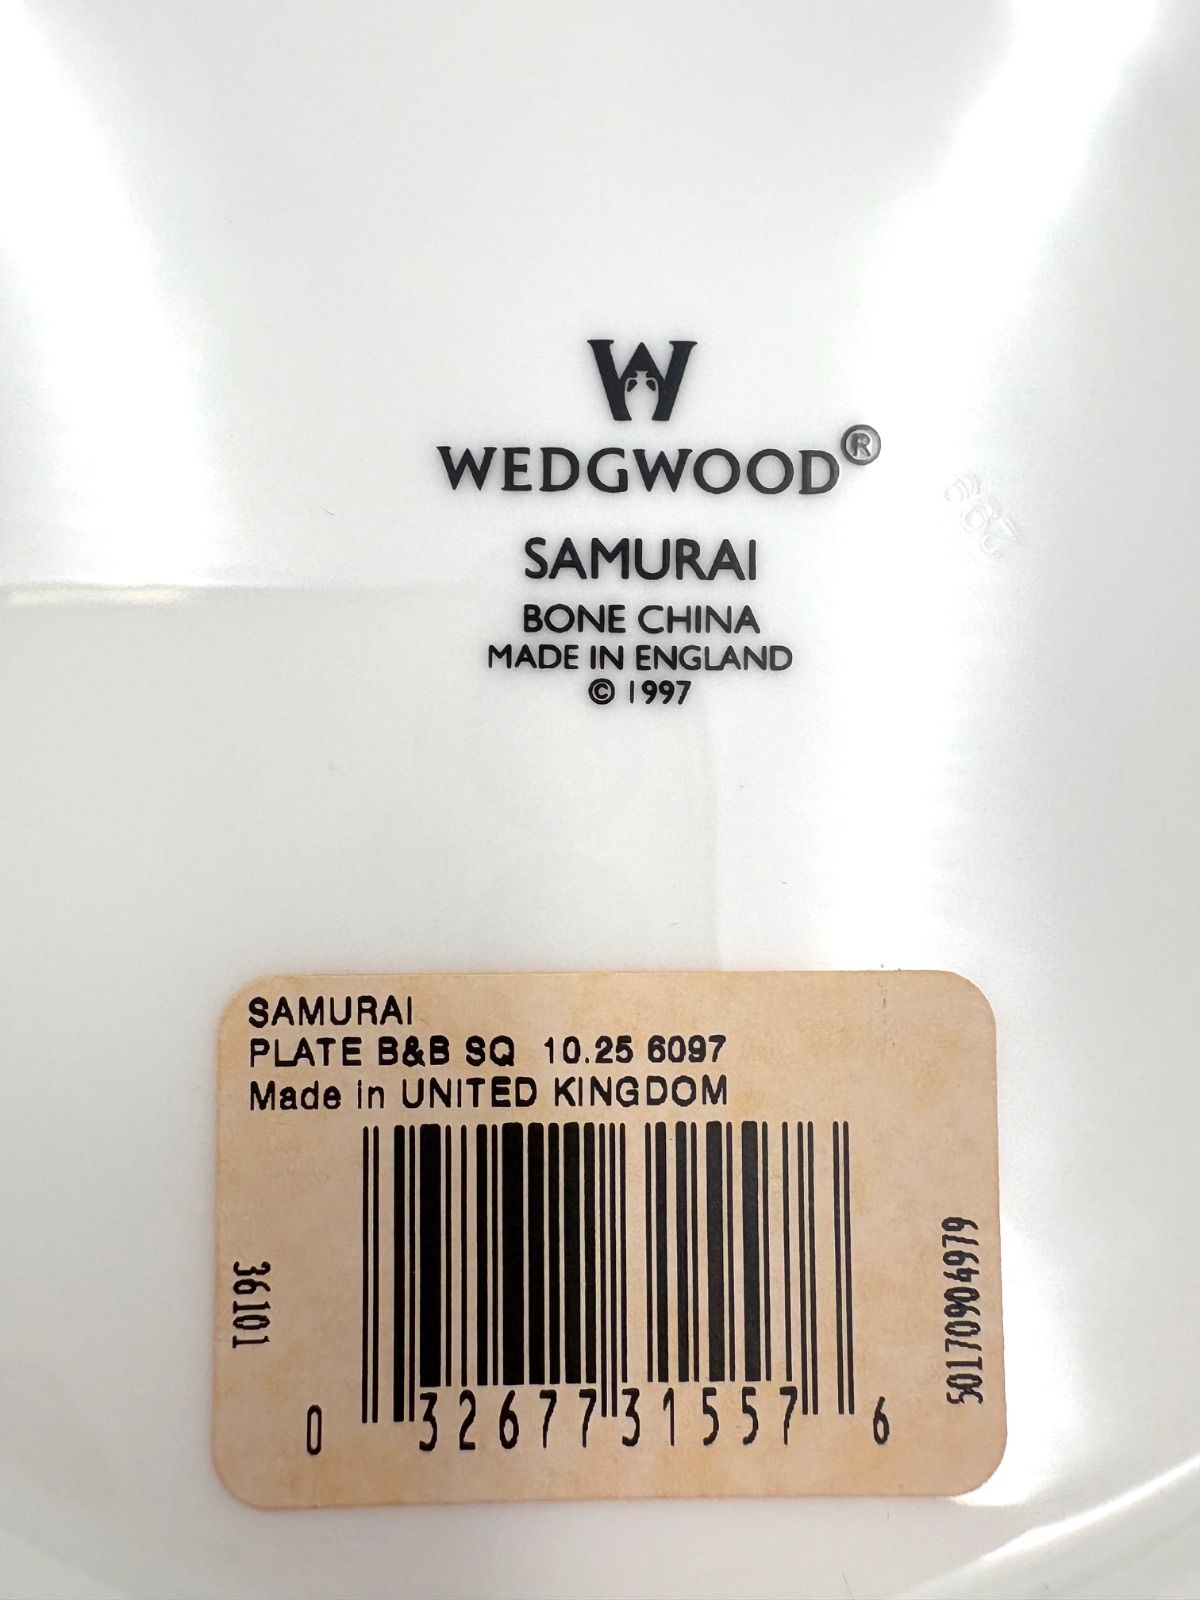 W
WEDGWOOD®
SAMURAI
BONE CHINA
MADE IN ENGLAND
© 1997
SAMURAI
PLATE B&B SQ 10.25 6097
Made in UNITED KINGDOM
36101
5017090604979
0 32677 31557 6